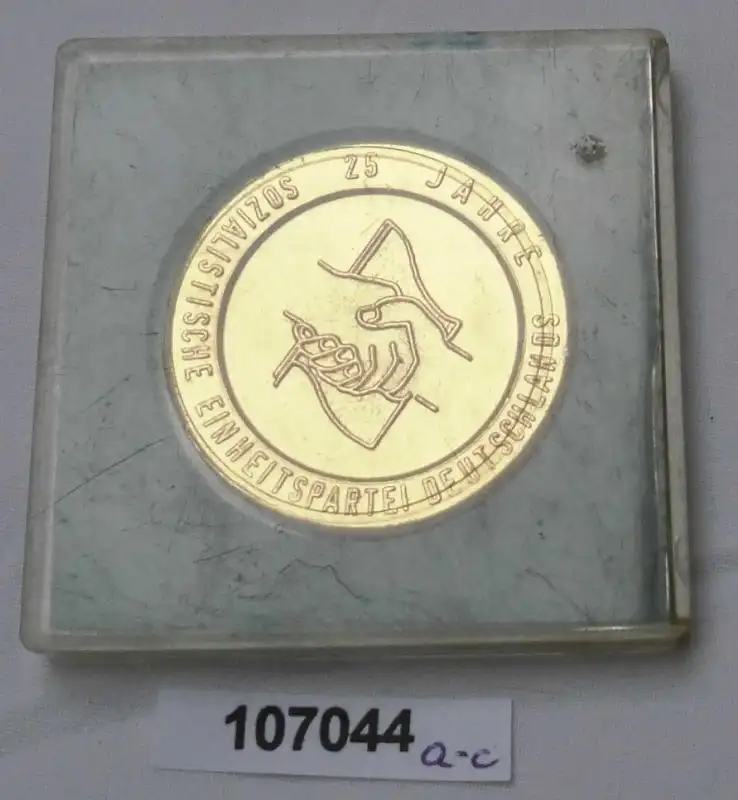 25 JAHRE
SOZIALISTISCHE EINHEITSPARTEI DEUTSCHLANDS
107044 a-c